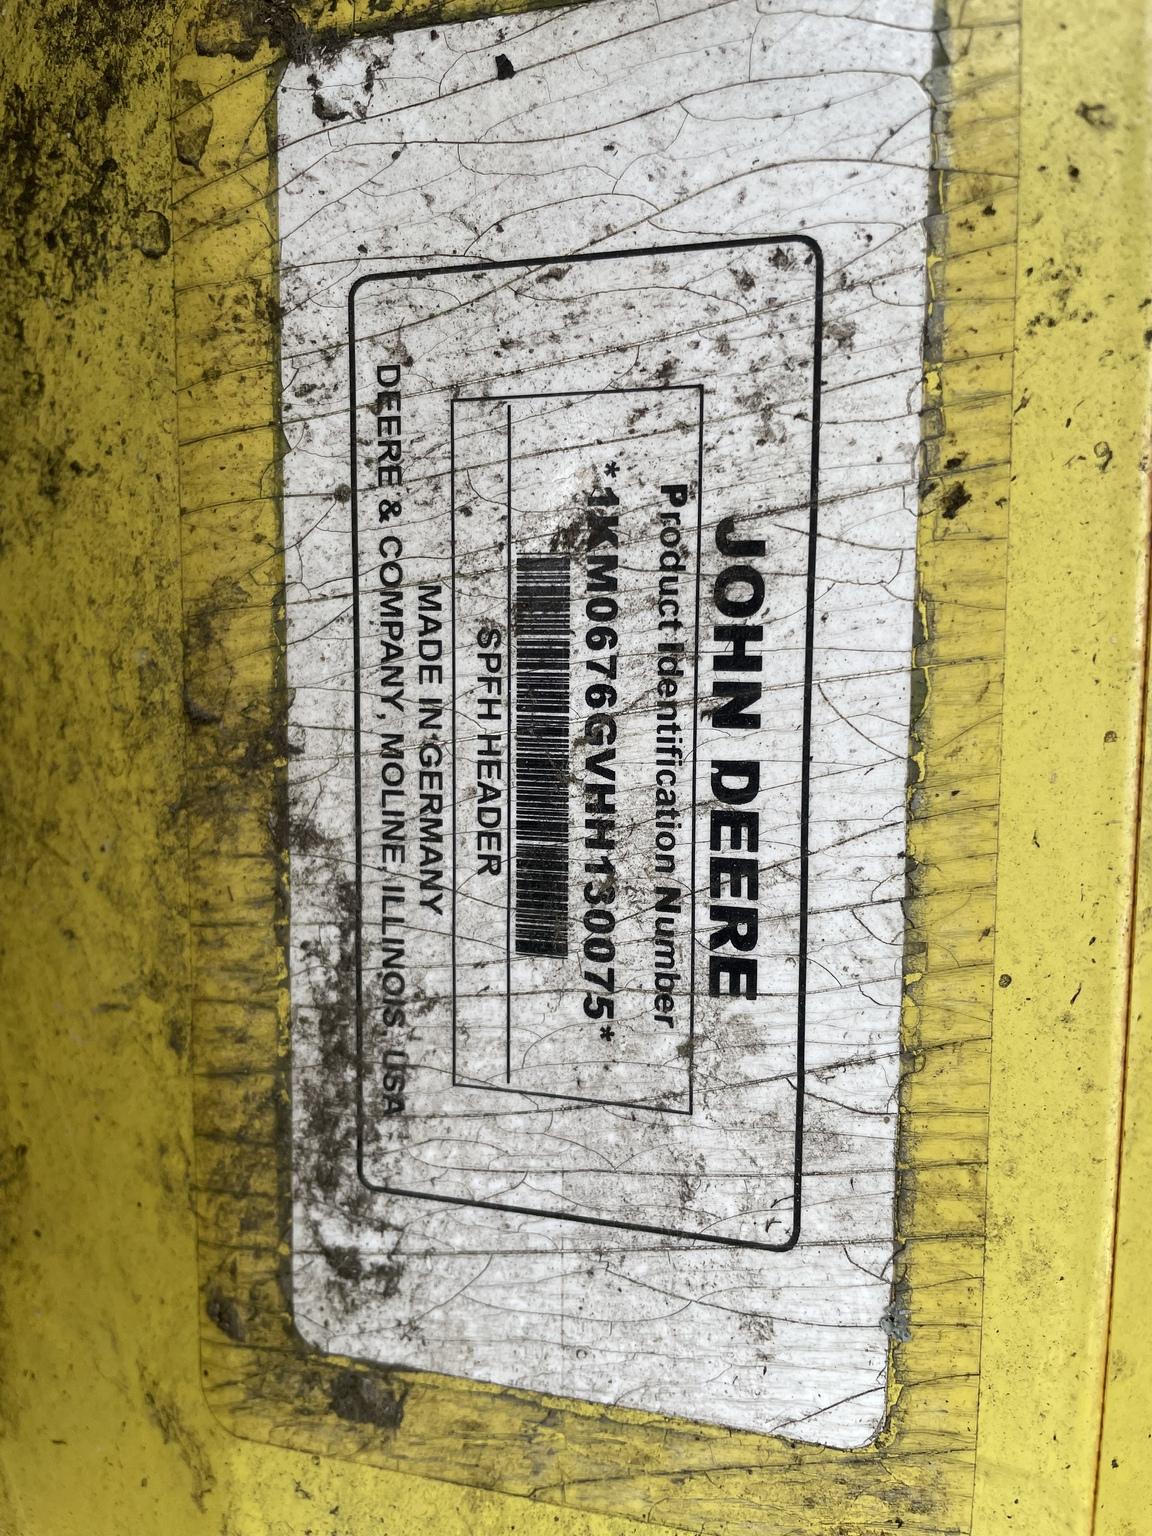 JOHN DEERE
Product Identification Number
*1KM0676GVHH130075*
SPFH HEADER
MADE IN GERMANY
DEERE & COMPANY, MOLINE, ILLINOIS, USA